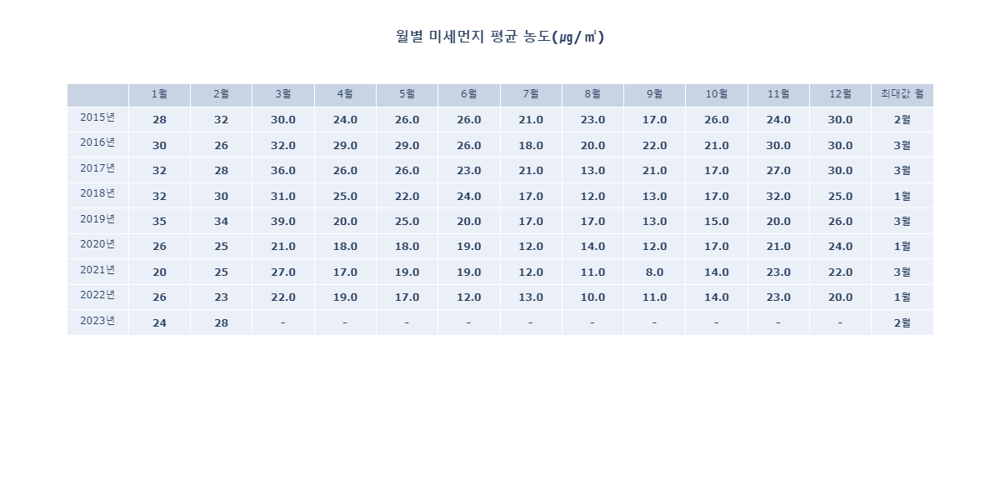 월별 미세먼지 평균 농도(㎍/㎥)
1월 2월 3월 4월 5월 6월 7월 8월 9월 10월 11월 12월 최대값 월
2015년 28 32 30.0 24.0 26.0 26.0 21.0 23.0 17.0 26.0 24.0 30.0 2월
2016년 30 26 32.0 29.0 29.0 26.0 18.0 20.0 22.0 21.0 30.0 30.0 3월
2017년 32 28 36.0 26.0 26.0 23.0 21.0 13.0 21.0 17.0 27.0 30.0 3월
2018년 32 30 31.0 25.0 22.0 24.0 17.0 12.0 13.0 17.0 32.0 25.0 1월
2019년 35 34 39.0 20.0 25.0 20.0 17.0 17.0 13.0 15.0 20.0 26.0 3월
2020년 26 25 21.0 18.0 18.0 19.0 12.0 14.0 12.0 17.0 21.0 24.0 1월
2021년 20 25 27.0 17.0 19.0 19.0 12.0 11.0 8.0 14.0 23.0 22.0 3월
2022년 26 23 22.0 19.0 17.0 12.0 13.0 10.0 11.0 14.0 23.0 20.0 1월
2023년 24 28 - - - - - - - - - - 2월